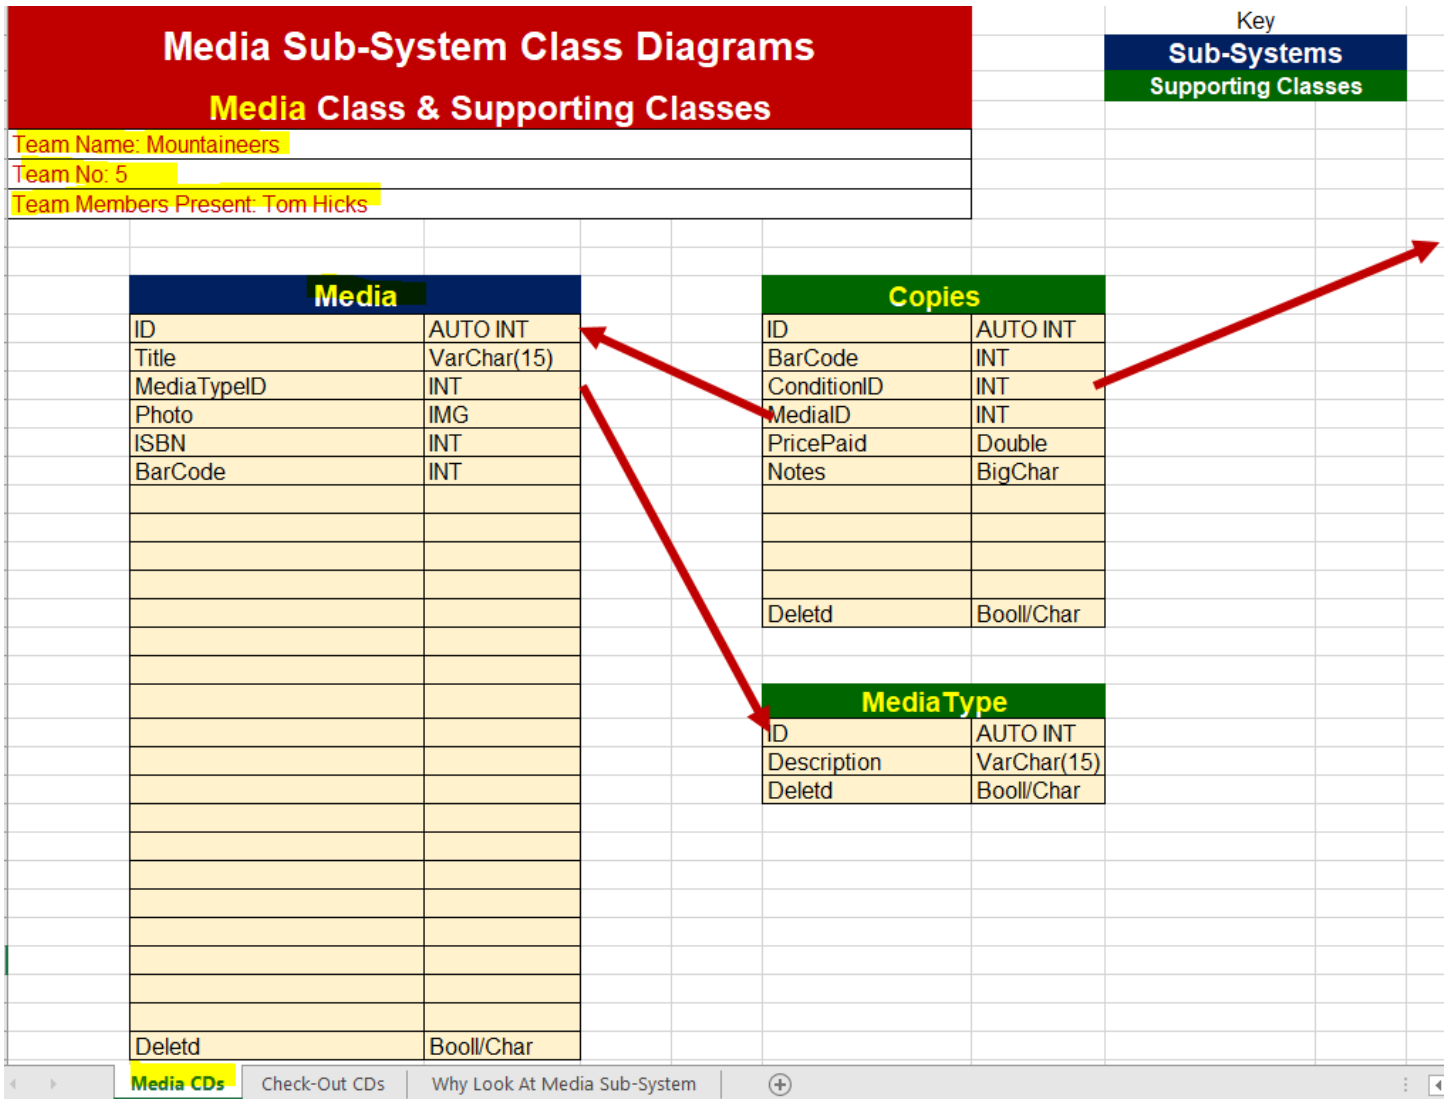 Media Sub-System Class Diagrams
Media Class & Supporting Classes
Key
Sub-Systems
Supporting Classes
Team Name: Mountaineers
Team No: 5
Team Members Present: Tom Hicks
Media
ID AUTO INT
Title VarChar(15)
MediaTypeID INT
Photo IMG
ISBN INT
BarCode INT
Deletd Booll/Char
Copies
ID AUTO INT
BarCode INT
ConditionID INT
MediaID INT
PricePaid Double
Notes BigChar
Deletd Booll/Char
MediaType
ID AUTO INT
Description VarChar(15)
Deletd Booll/Char
Media CDs Check-Out CDs Why Look At Media Sub-System